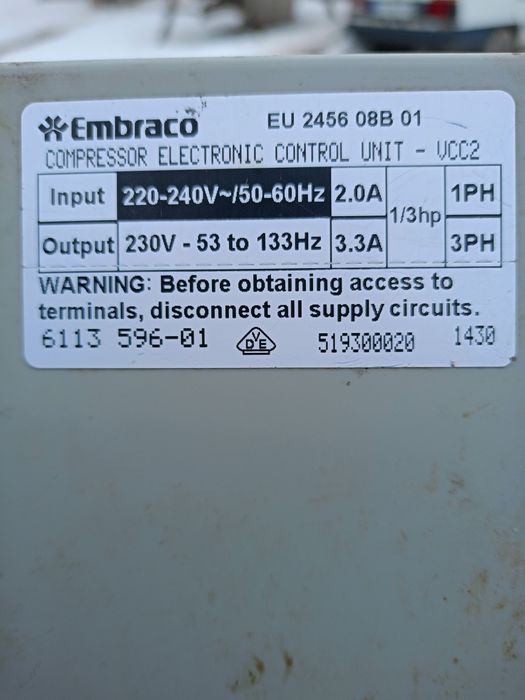 Embraco EU 2456 08B 01
COMPRESSOR ELECTRONIC CONTROL UNIT - VCC2
Input 220-240V~/50-60Hz 2.0A 1/3hp 1PH
Output 230V - 53 to 133Hz 3.3A 3PH
WARNING: Before obtaining access to
terminals, disconnect all supply circuits.
6113 596-01 VDE 519300020 1430